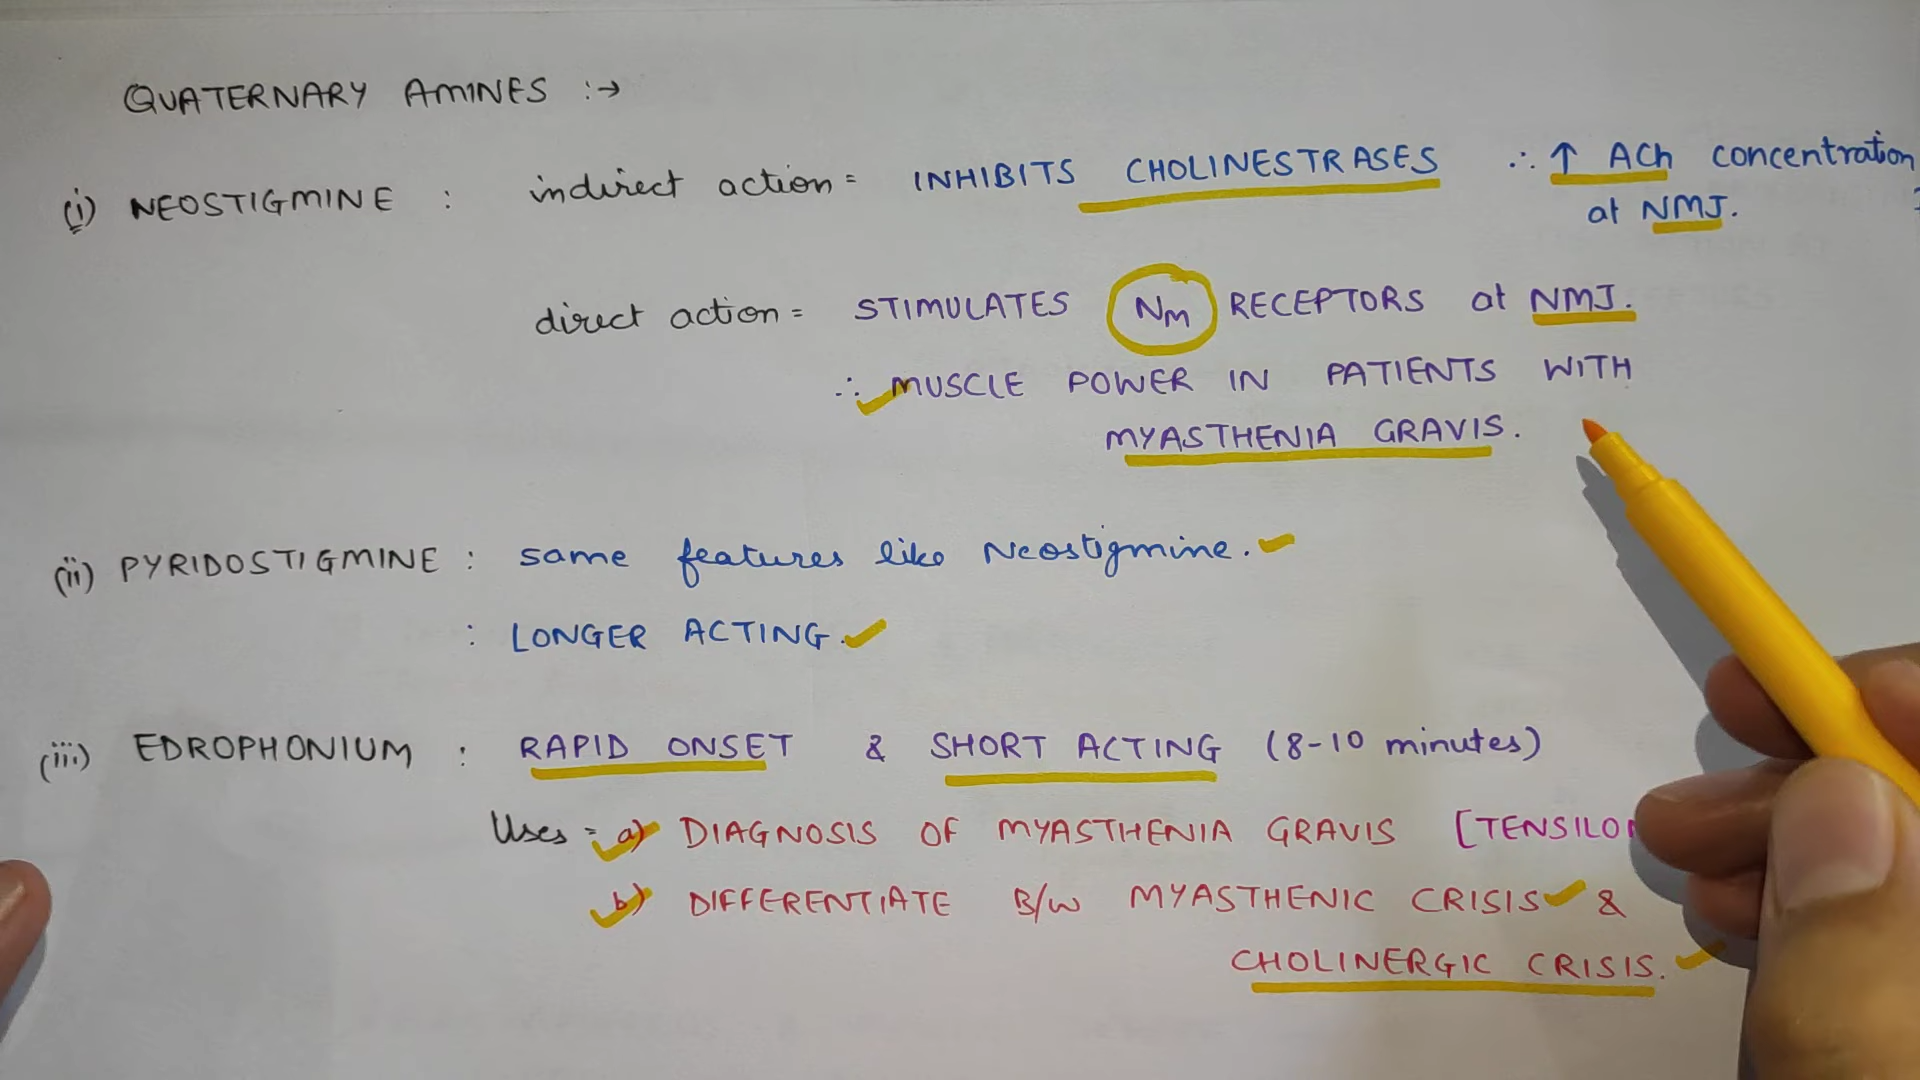 QUATERNARY AMINES :→
(i) NEOSTIGMINE : indirect action = INHIBITS CHOLINESTRASES ∴ ↑ ACh concentration
at NMJ.
direct action = STIMULATES NM RECEPTORS at NMJ.
∴ MUSCLE POWER IN PATIENTS WITH
MYASTHENIA GRAVIS.
(ii) PYRIDOSTIGMINE : same features like Neostigmine.
: LONGER ACTING.
(iii) EDROPHONIUM : RAPID ONSET & SHORT ACTING (8-10 minutes)
Uses = a) DIAGNOSIS OF MYASTHENIA GRAVIS [TENSILON
b) DIFFERENTIATE B/W MYASTHENIC CRISIS &
CHOLINERGIC CRISIS.